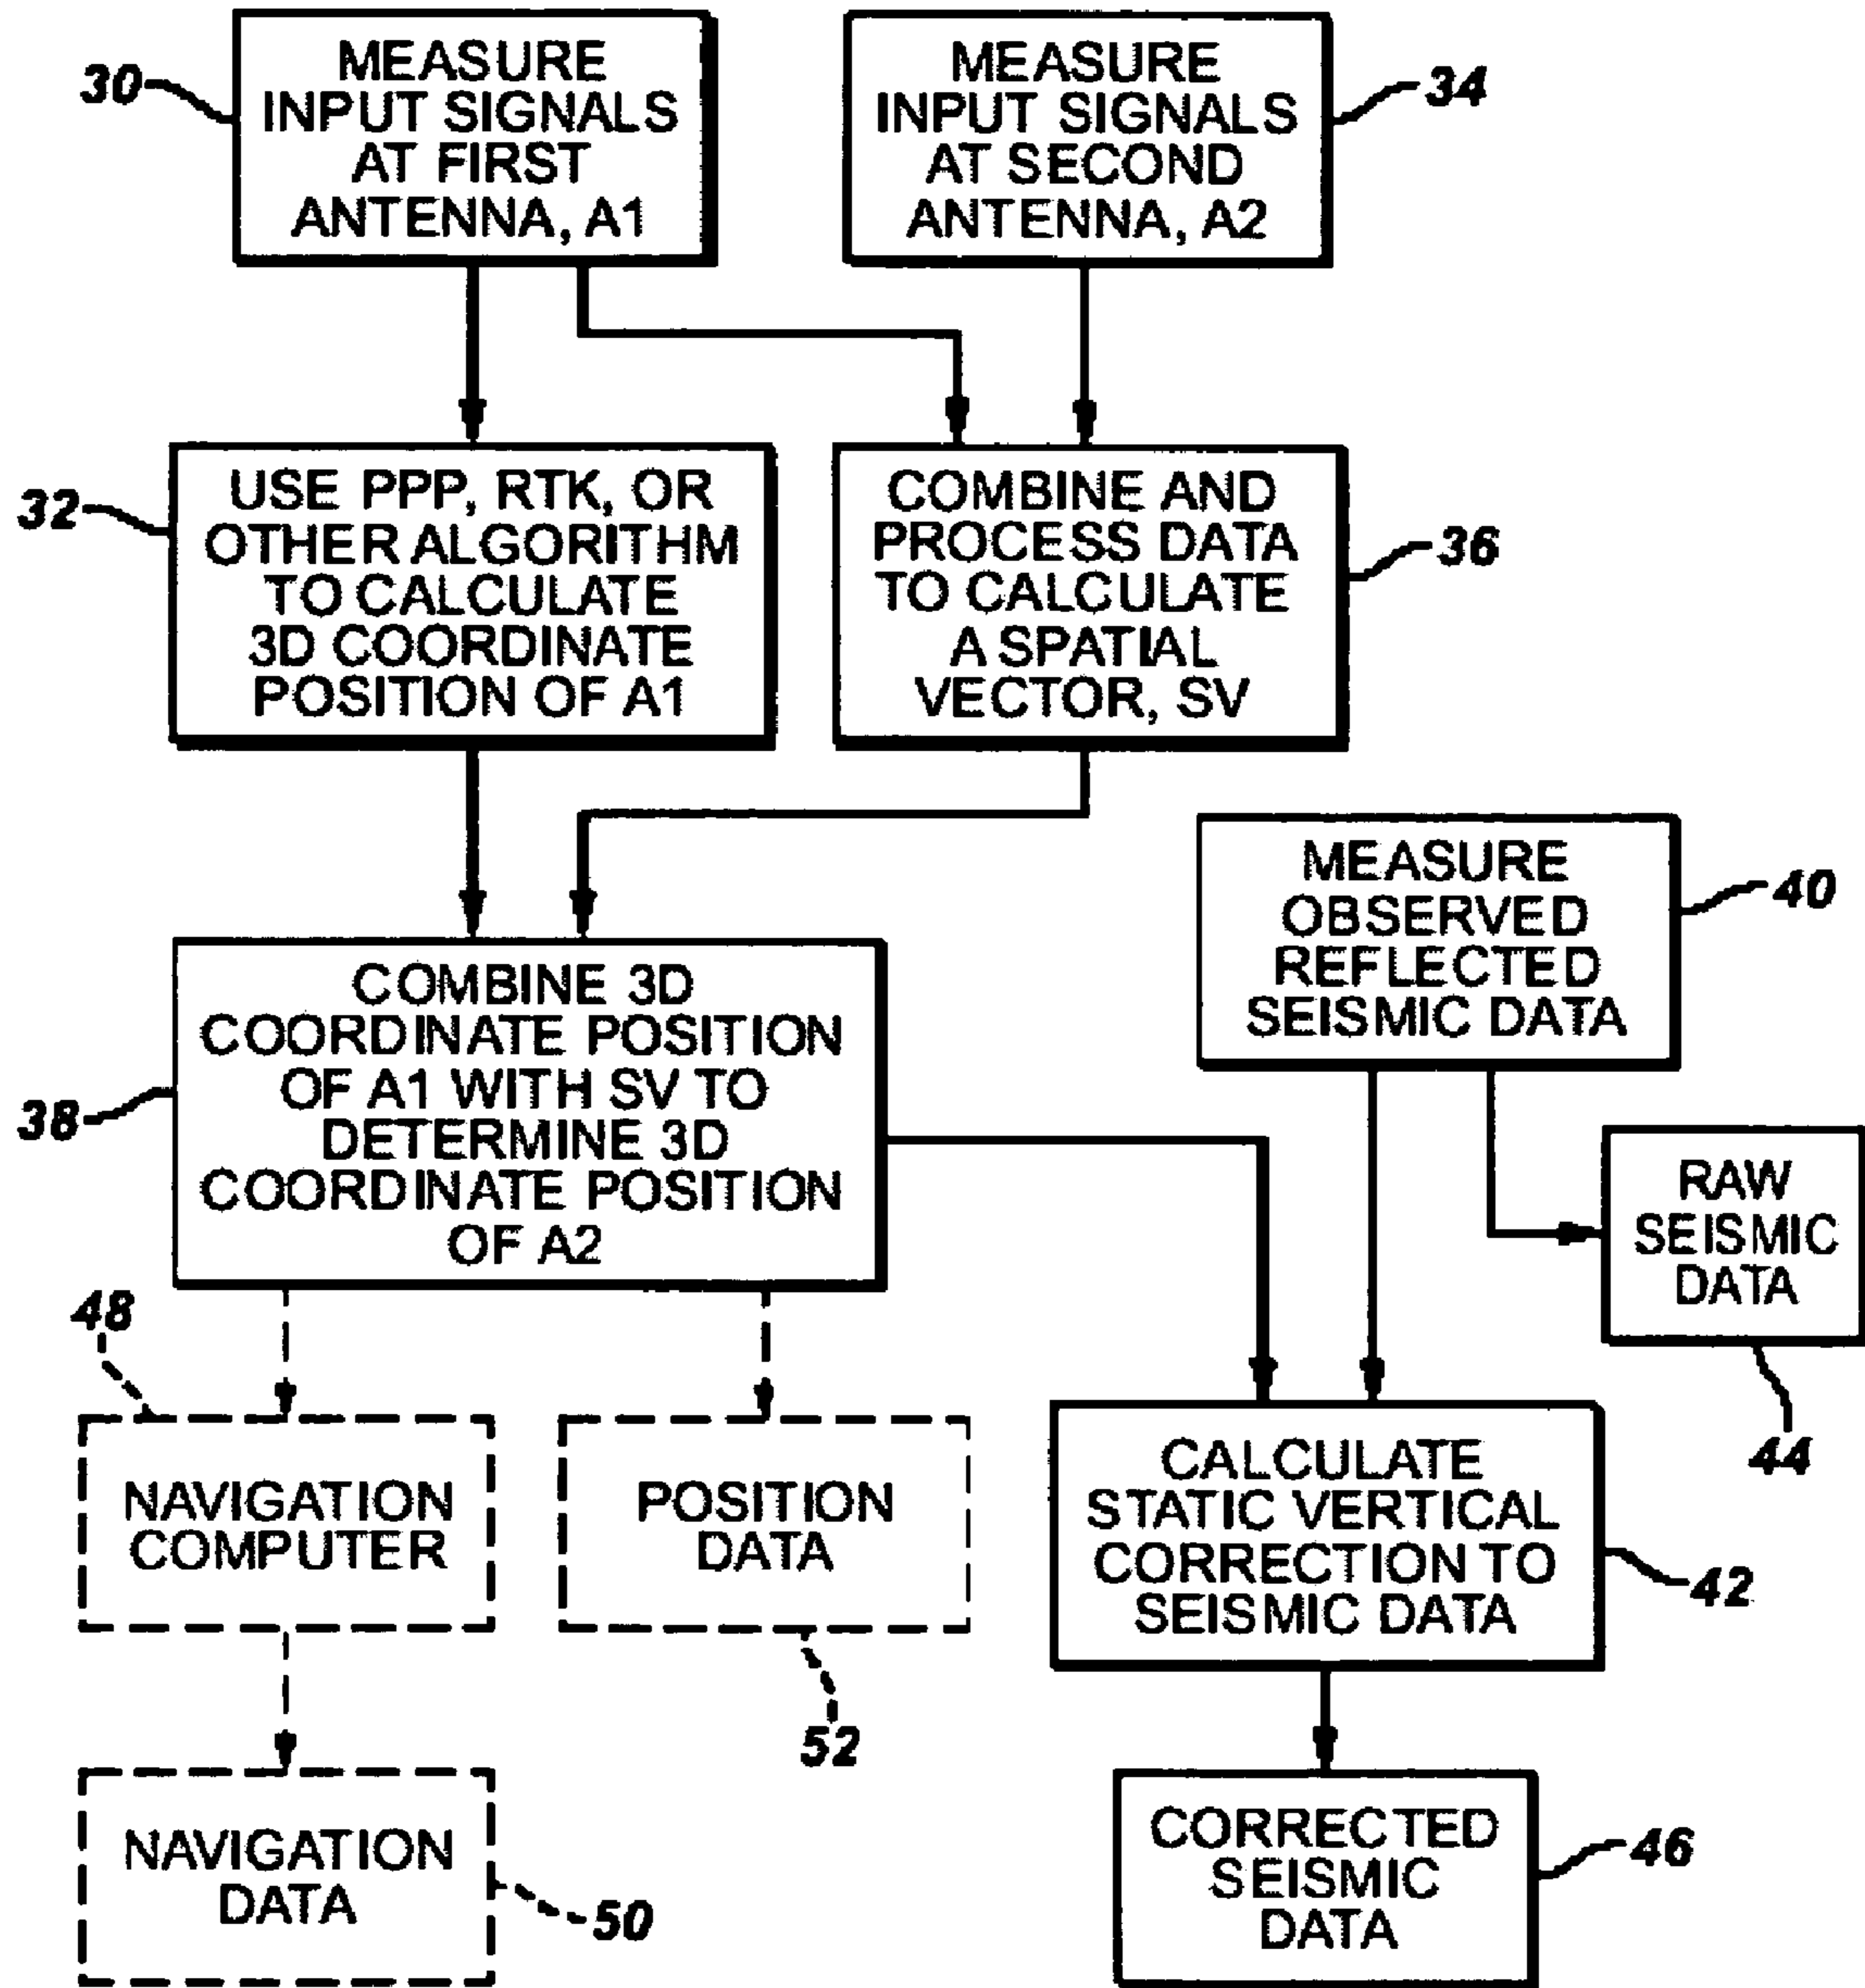 30
MEASURE
INPUT SIGNALS
AT FIRST
ANTENNA, A1
MEASURE
INPUT SIGNALS
AT SECOND
ANTENNA, A2
34
32
USE PPP, RTK, OR
OTHER ALGORITHM
TO CALCULATE
3D COORDINATE
POSITION OF A1
COMBINE AND
PROCESS DATA
TO CALCULATE
A SPATIAL
VECTOR, SV
36
MEASURE
OBSERVED
REFLECTED
SEISMIC DATA
40
38
COMBINE 3D
COORDINATE POSITION
OF A1 WITH SV TO
DETERMINE 3D
COORDINATE POSITION
OF A2
RAW
SEISMIC
DATA
44
48
NAVIGATION
COMPUTER
POSITION
DATA
52
CALCULATE
STATIC VERTICAL
CORRECTION TO
SEISMIC DATA
42
NAVIGATION
DATA
50
CORRECTED
SEISMIC
DATA
46